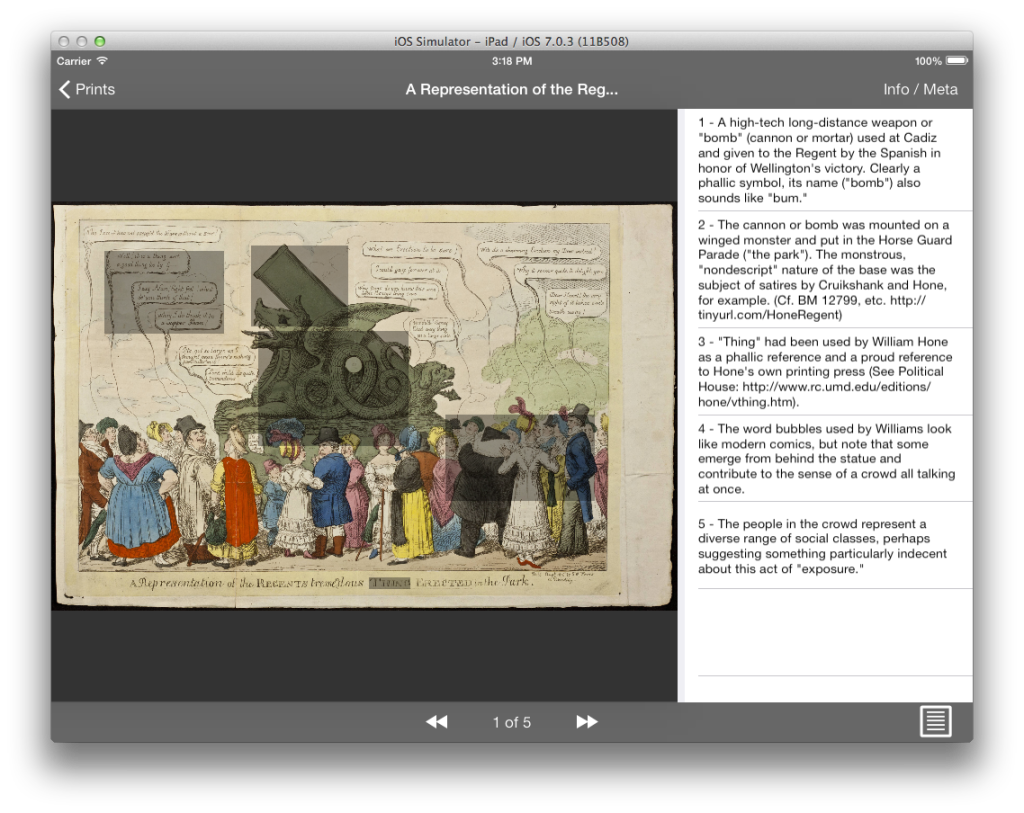 iOS Simulator – iPad / iOS 7.0.3 (11B508)
Carrier 3:18 PM 100%
Prints A Representation of the Reg... Info / Meta
1 - A high-tech long-distance weapon or
"bomb" (cannon or mortar) used at Cadiz
and given to the Regent by the Spanish in
honor of Wellington's victory. Clearly a
phallic symbol, its name ("bomb") also
sounds like "bum."
2 - The cannon or bomb was mounted on a
winged monster and put in the Horse Guard
Parade ("the park"). The monstrous,
"nondescript" nature of the base was the
subject of satires by Cruikshank and Hone,
for example. (Cf. BM 12799, etc. http://
tinyurl.com/HoneRegent)
3 - "Thing" had been used by William Hone
as a phallic reference and a proud reference
to Hone's own printing press (See Political
House: http://www.rc.umd.edu/editions/
hone/vthing.htm).
4 - The word bubbles used by Williams look
like modern comics, but note that some
emerge from behind the statue and
contribute to the sense of a crowd all talking
at once.
5 - The people in the crowd represent a
diverse range of social classes, perhaps
suggesting something particularly indecent
about this act of "exposure."
A Representation of the REGENTS tremendous THING ERECTED in the Park.
1 of 5